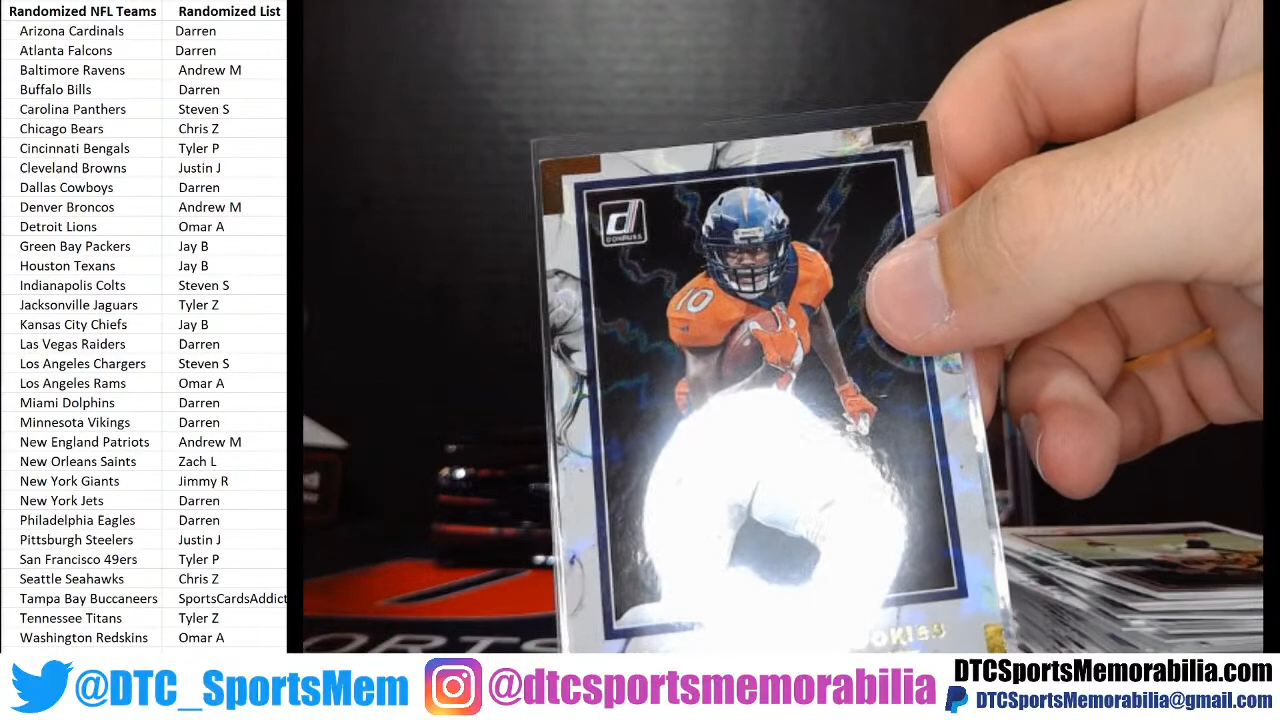 Randomized NFL Teams Randomized List
Arizona Cardinals Darren
Atlanta Falcons Darren
Baltimore Ravens Andrew M
Buffalo Bills Darren
Carolina Panthers Steven S
Chicago Bears Chris Z
Cincinnati Bengals Tyler P
Cleveland Browns Justin J
Dallas Cowboys Darren
Denver Broncos Andrew M
Detroit Lions Omar A
Green Bay Packers Jay B
Houston Texans Jay B
Indianapolis Colts Steven S
Jacksonville Jaguars Tyler Z
Kansas City Chiefs Jay B
Las Vegas Raiders Darren
Los Angeles Chargers Steven S
Los Angeles Rams Omar A
Miami Dolphins Darren
Minnesota Vikings Darren
New England Patriots Andrew M
New Orleans Saints Zach L
New York Giants Jimmy R
New York Jets Darren
Philadelphia Eagles Darren
Pittsburgh Steelers Justin J
San Francisco 49ers Tyler P
Seattle Seahawks Chris Z
Tampa Bay Buccaneers SportsCardsAddict
Tennessee Titans Tyler Z
Washington Redskins Omar A
d
DONRUSS
10
ORTS
@DTC_SportsMem
@dtcsportsmemorabilia
DTCSportsMemorabilia.com
DTCSportsMemorabilia@gmail.com